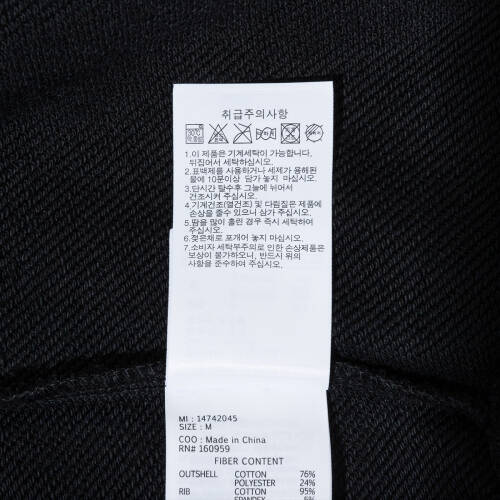 취급주의사항
30℃
약 중성
1.이 제품은 기계세탁이 가능합니다.
뒤집어서 세탁하십시오.
2.표백제를 사용하거나 세제가 용해된
물에 10분이상 담가 놓지 마십시오.
3.단시간 탈수후 그늘에 뉘어서
건조시켜 주십시오.
4.기계건조(열건조) 및 다림질은 제품에
손상을 줄수 있으니 삼가 주십시오.
5.땀을 많이 흘린 경우 즉시 세탁하여
주십시오.
6.젖은채로 포개어 놓지 마십시오.
7.소비자 세탁부주의로 인한 손상제품은
보상이 불가하오니, 반드시 위의
사항을 준수하여 주십시오.
MI : 14742045
SIZE : M
COO : Made in China
RN# 160959
FIBER CONTENT
OUTSHELL COTTON 76%
POLYESTER 24%
RIB COTTON 95%
SPANDEX 5%